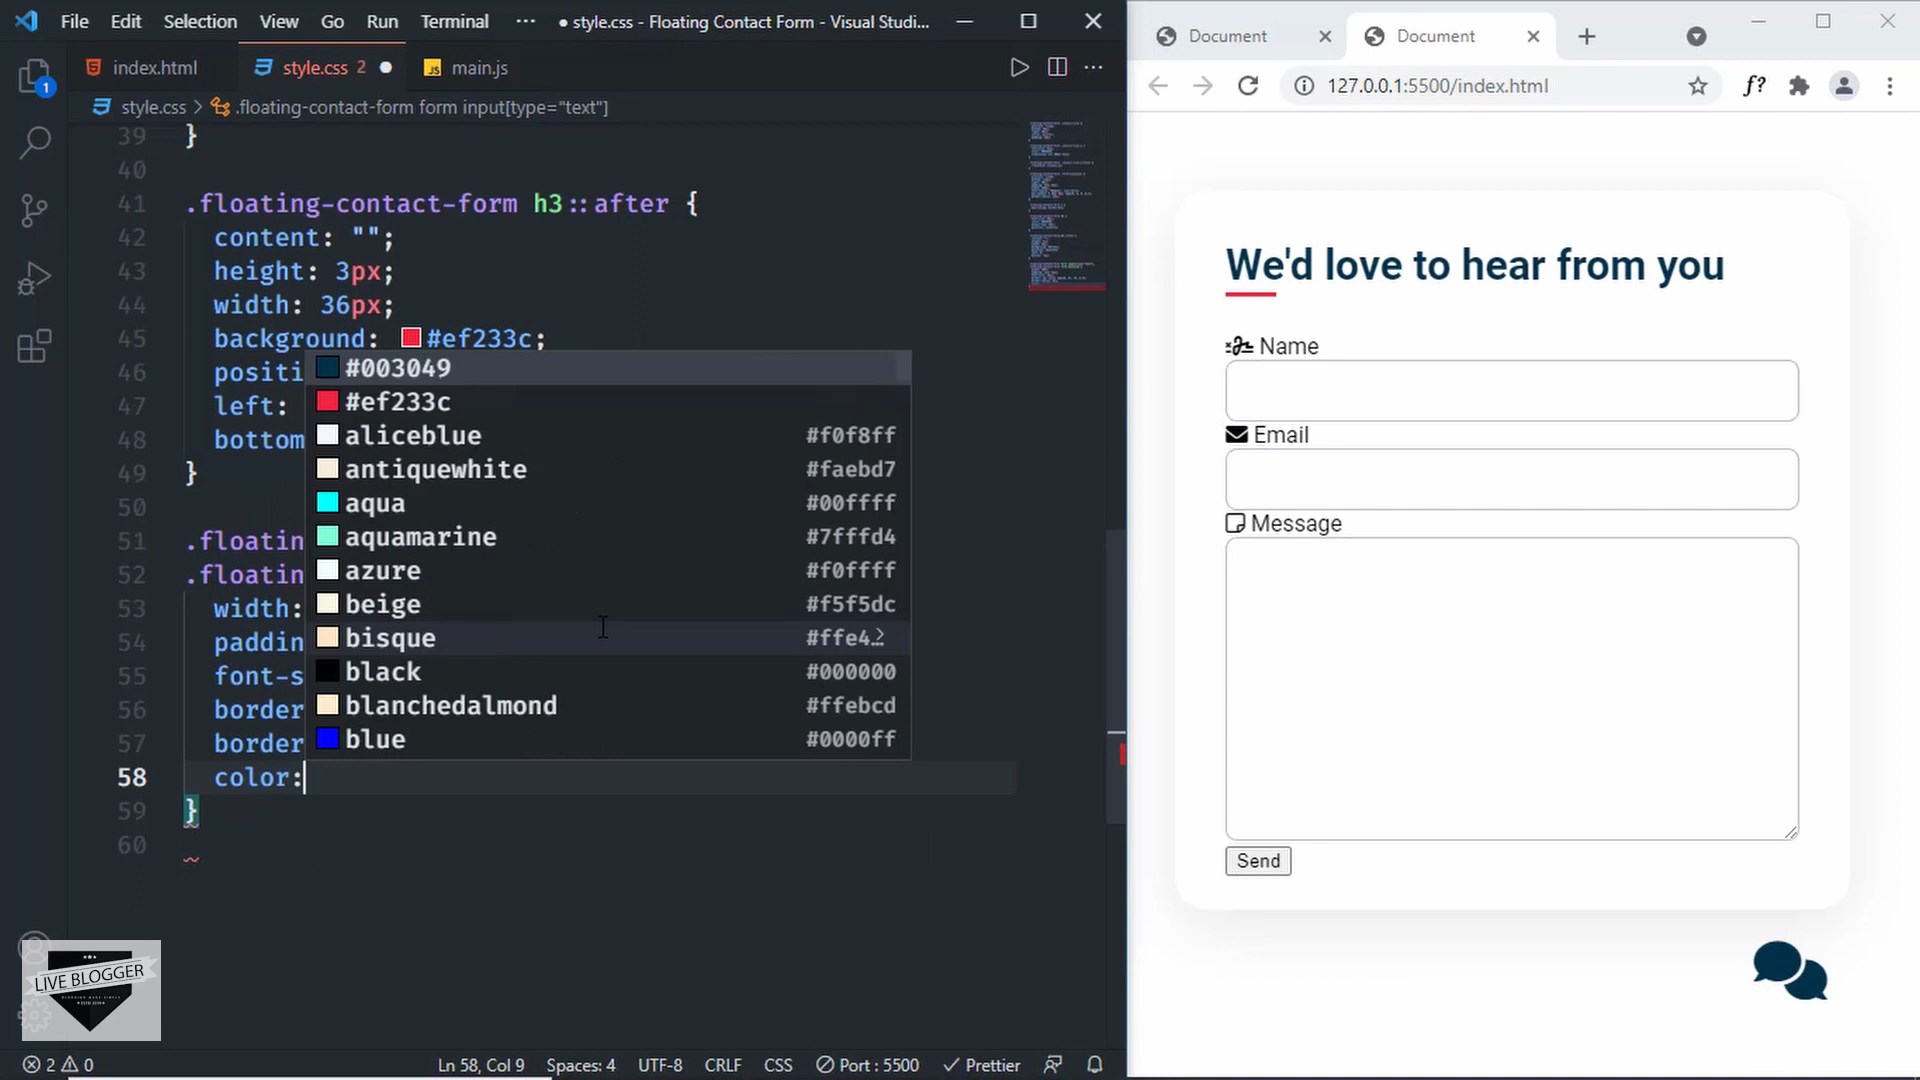 File Edit Selection View Go Run Terminal ··· ● style.css - Floating Contact Form - Visual Studi...
index.html style.css 2 ● main.js
style.css > .floating-contact-form form input[type="text"]
39 }
40
41 .floating-contact-form h3::after {
42 content: "";
43 height: 3px;
44 width: 36px;
45 background: #ef233c;
46 positi
47 left:
48 bottom
49 }
50
51 .floatin
52 .floatin
53 width:
54 paddin
55 font-s
56 border
57 border
58 color:
59 }
60
#003049
#ef233c
aliceblue #f0f8ff
antiquewhite #faebd7
aqua #00ffff
aquamarine #7fffd4
azure #f0ffff
beige #f5f5dc
bisque #ffe4…
black #000000
blanchedalmond #ffebcd
blue #0000ff
1
LIVE BLOGGER
2 0 Ln 58, Col 9 Spaces: 4 UTF-8 CRLF CSS Port : 5500 Prettier
Document Document
127.0.0.1:5500/index.html f?
We'd love to hear from you
Name
Email
Message
Send